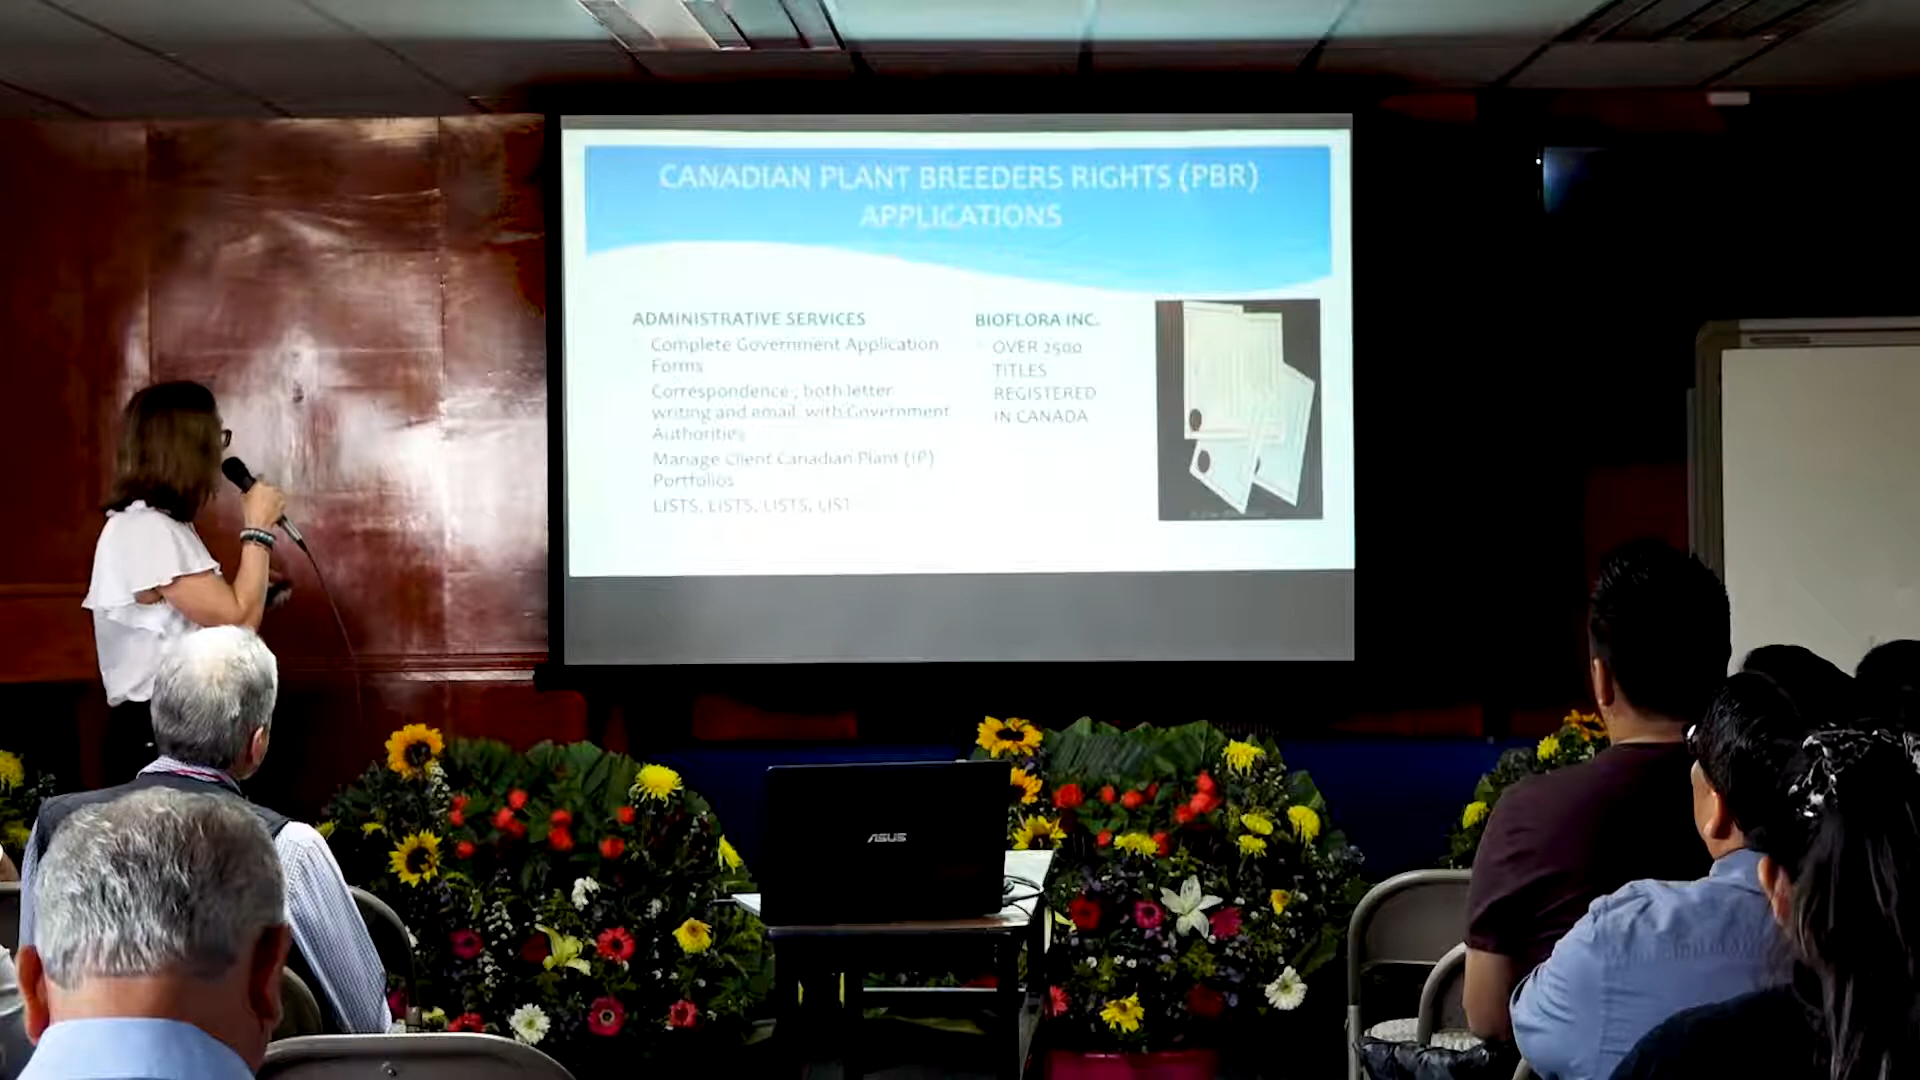 CANADIAN PLANT BREEDERS RIGHTS (PBR)
APPLICATIONS
ADMINISTRATIVE SERVICES
Complete Government Application
Forms
Correspondence , both letter
writing and email, with Government
Authorities
Manage Client Canadian Plant (IP)
Portfolios
LISTS, LISTS, LISTS, LIST
BIOFLORA INC.
OVER 2500
TITLES
REGISTERED
IN CANADA
ASUS